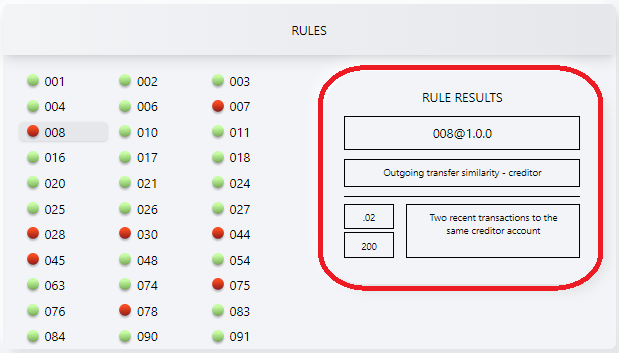 RULES
001 002 003
004 006 007
008 010 011
016 017 018
020 021 024
025 026 027
028 030 044
045 048 054
063 074 075
076 078 083
084 090 091
RULE RESULTS
008@1.0.0
Outgoing transfer similarity - creditor
.02
200
Two recent transactions to the
same creditor account